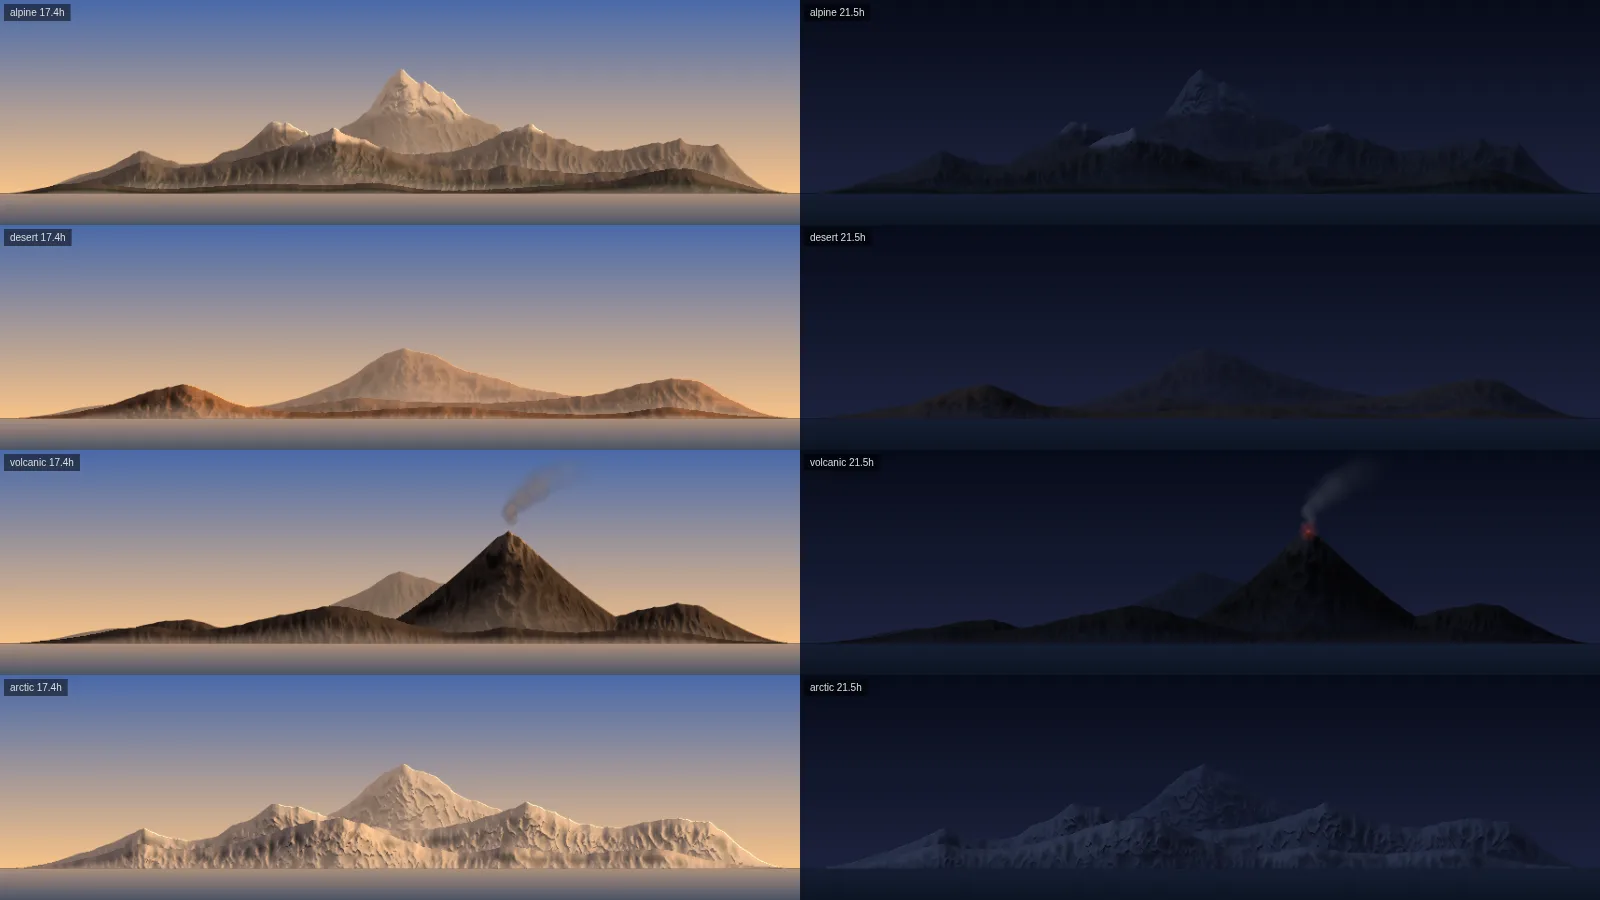 alpine 17.4h
alpine 21.5h
desert 17.4h
desert 21.5h
volcanic 17.4h
volcanic 21.5h
arctic 17.4h
arctic 21.5h